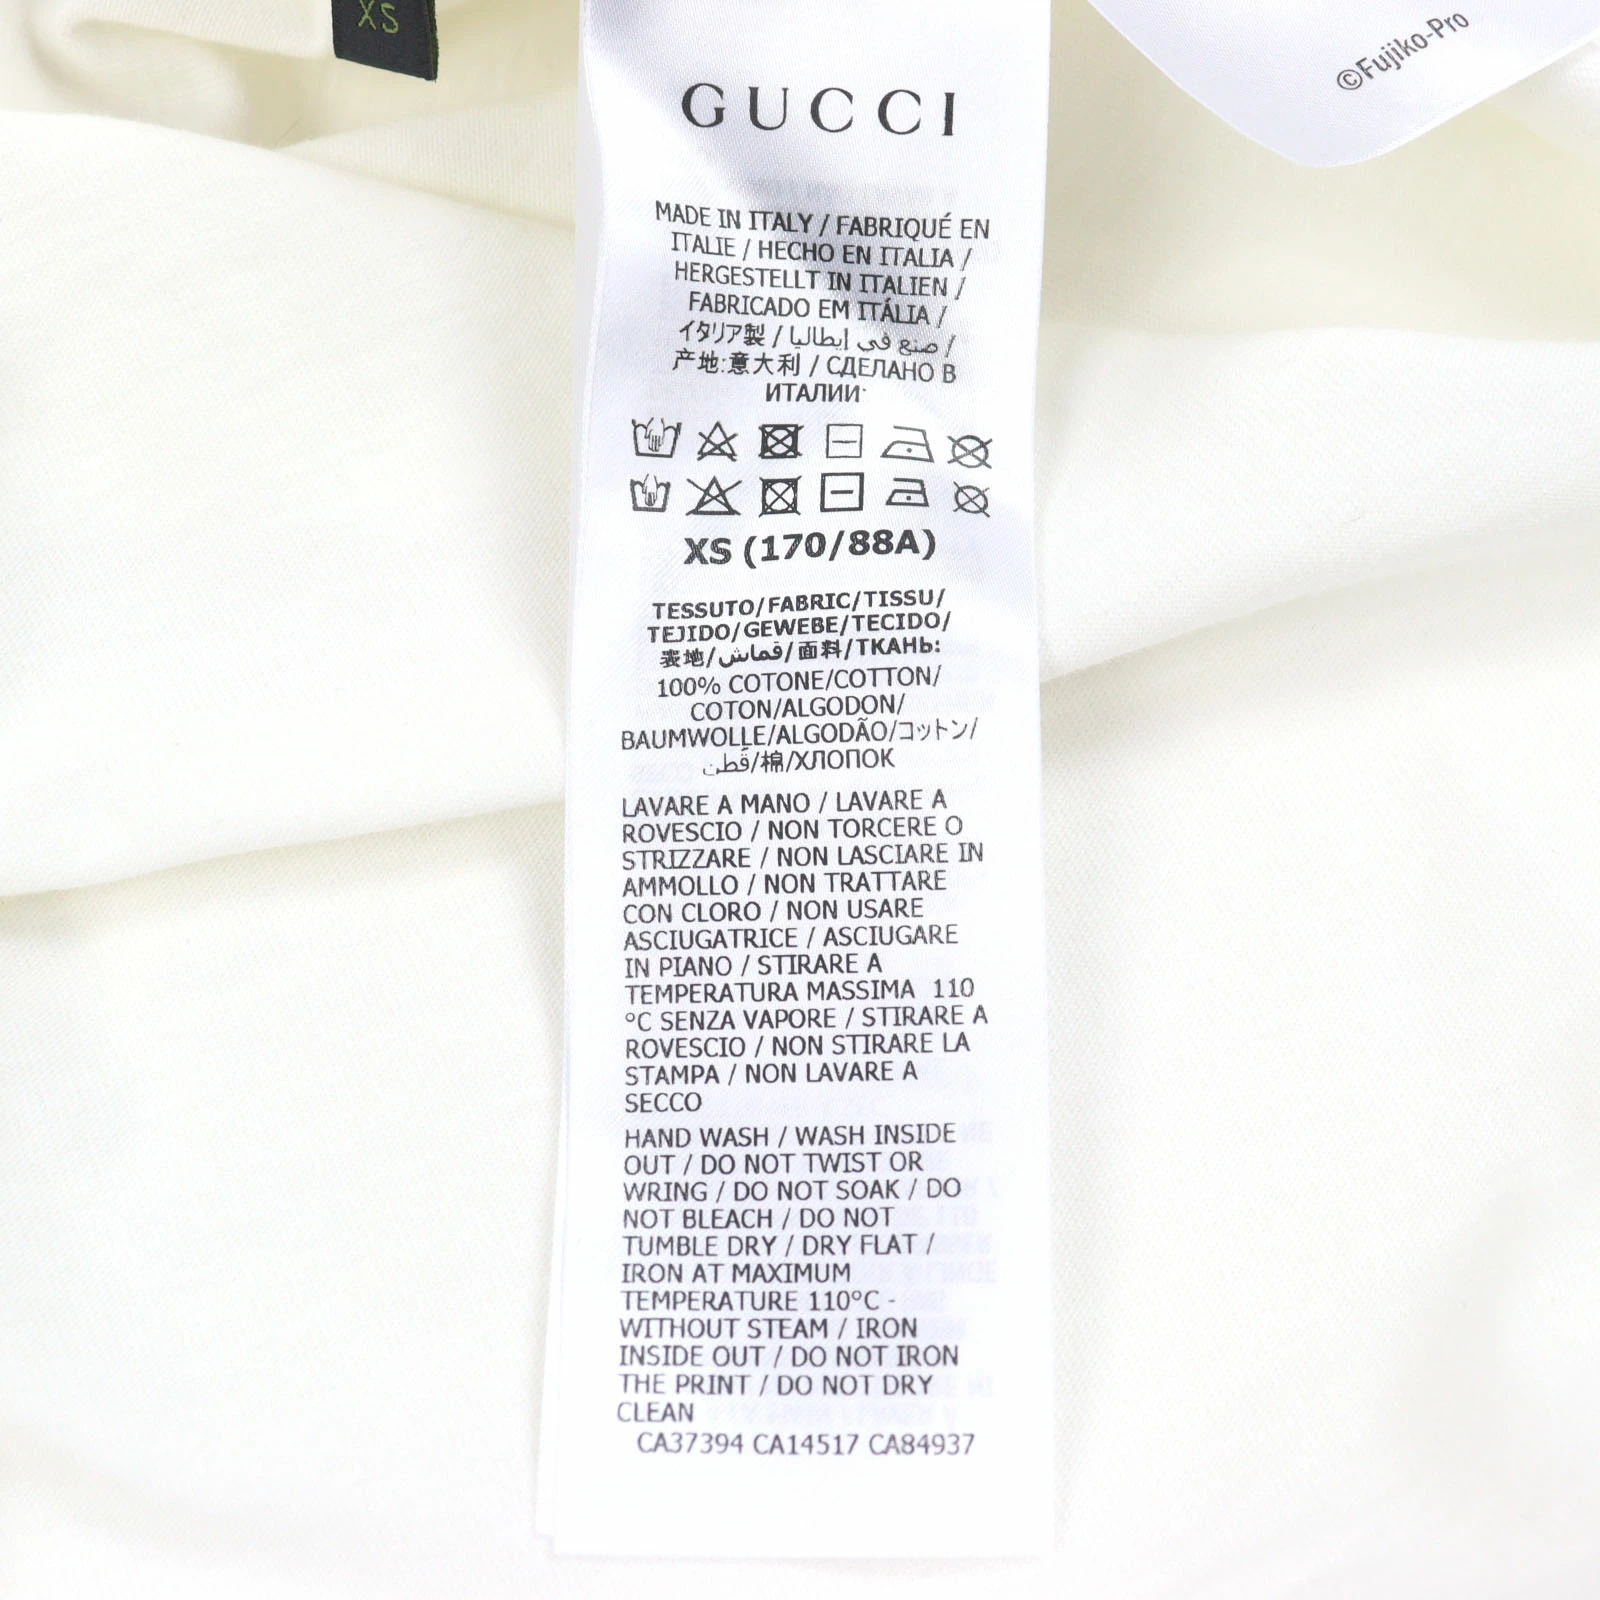 XS
©Fujiko-Pro
GUCCI
MADE IN ITALY / FABRIQUÉ EN
ITALIE / HECHO EN ITALIA /
HERGESTELLT IN ITALIEN /
FABRICADO EM ITÁLIA /
イタリア製 / صنع في إيطاليا /
产地:意大利 / СДЕЛАНО В
ИТАЛИИ
XS (170/88A)
TESSUTO/FABRIC/TISSU/
TEJIDO/GEWEBE/TECIDO/
表地/قماش/面料/ТКАНЬ:
100% COTONE/COTTON/
COTON/ALGODON/
BAUMWOLLE/ALGODÃO/コットン/
قطن/棉/ХЛОПОК
LAVARE A MANO / LAVARE A
ROVESCIO / NON TORCERE O
STRIZZARE / NON LASCIARE IN
AMMOLLO / NON TRATTARE
CON CLORO / NON USARE
ASCIUGATRICE / ASCIUGARE
IN PIANO / STIRARE A
TEMPERATURA MASSIMA 110
°C SENZA VAPORE / STIRARE A
ROVESCIO / NON STIRARE LA
STAMPA / NON LAVARE A
SECCO
HAND WASH / WASH INSIDE
OUT / DO NOT TWIST OR
WRING / DO NOT SOAK / DO
NOT BLEACH / DO NOT
TUMBLE DRY / DRY FLAT /
IRON AT MAXIMUM
TEMPERATURE 110°C -
WITHOUT STEAM / IRON
INSIDE OUT / DO NOT IRON
THE PRINT / DO NOT DRY
CLEAN
CA37394 CA14517 CA84937